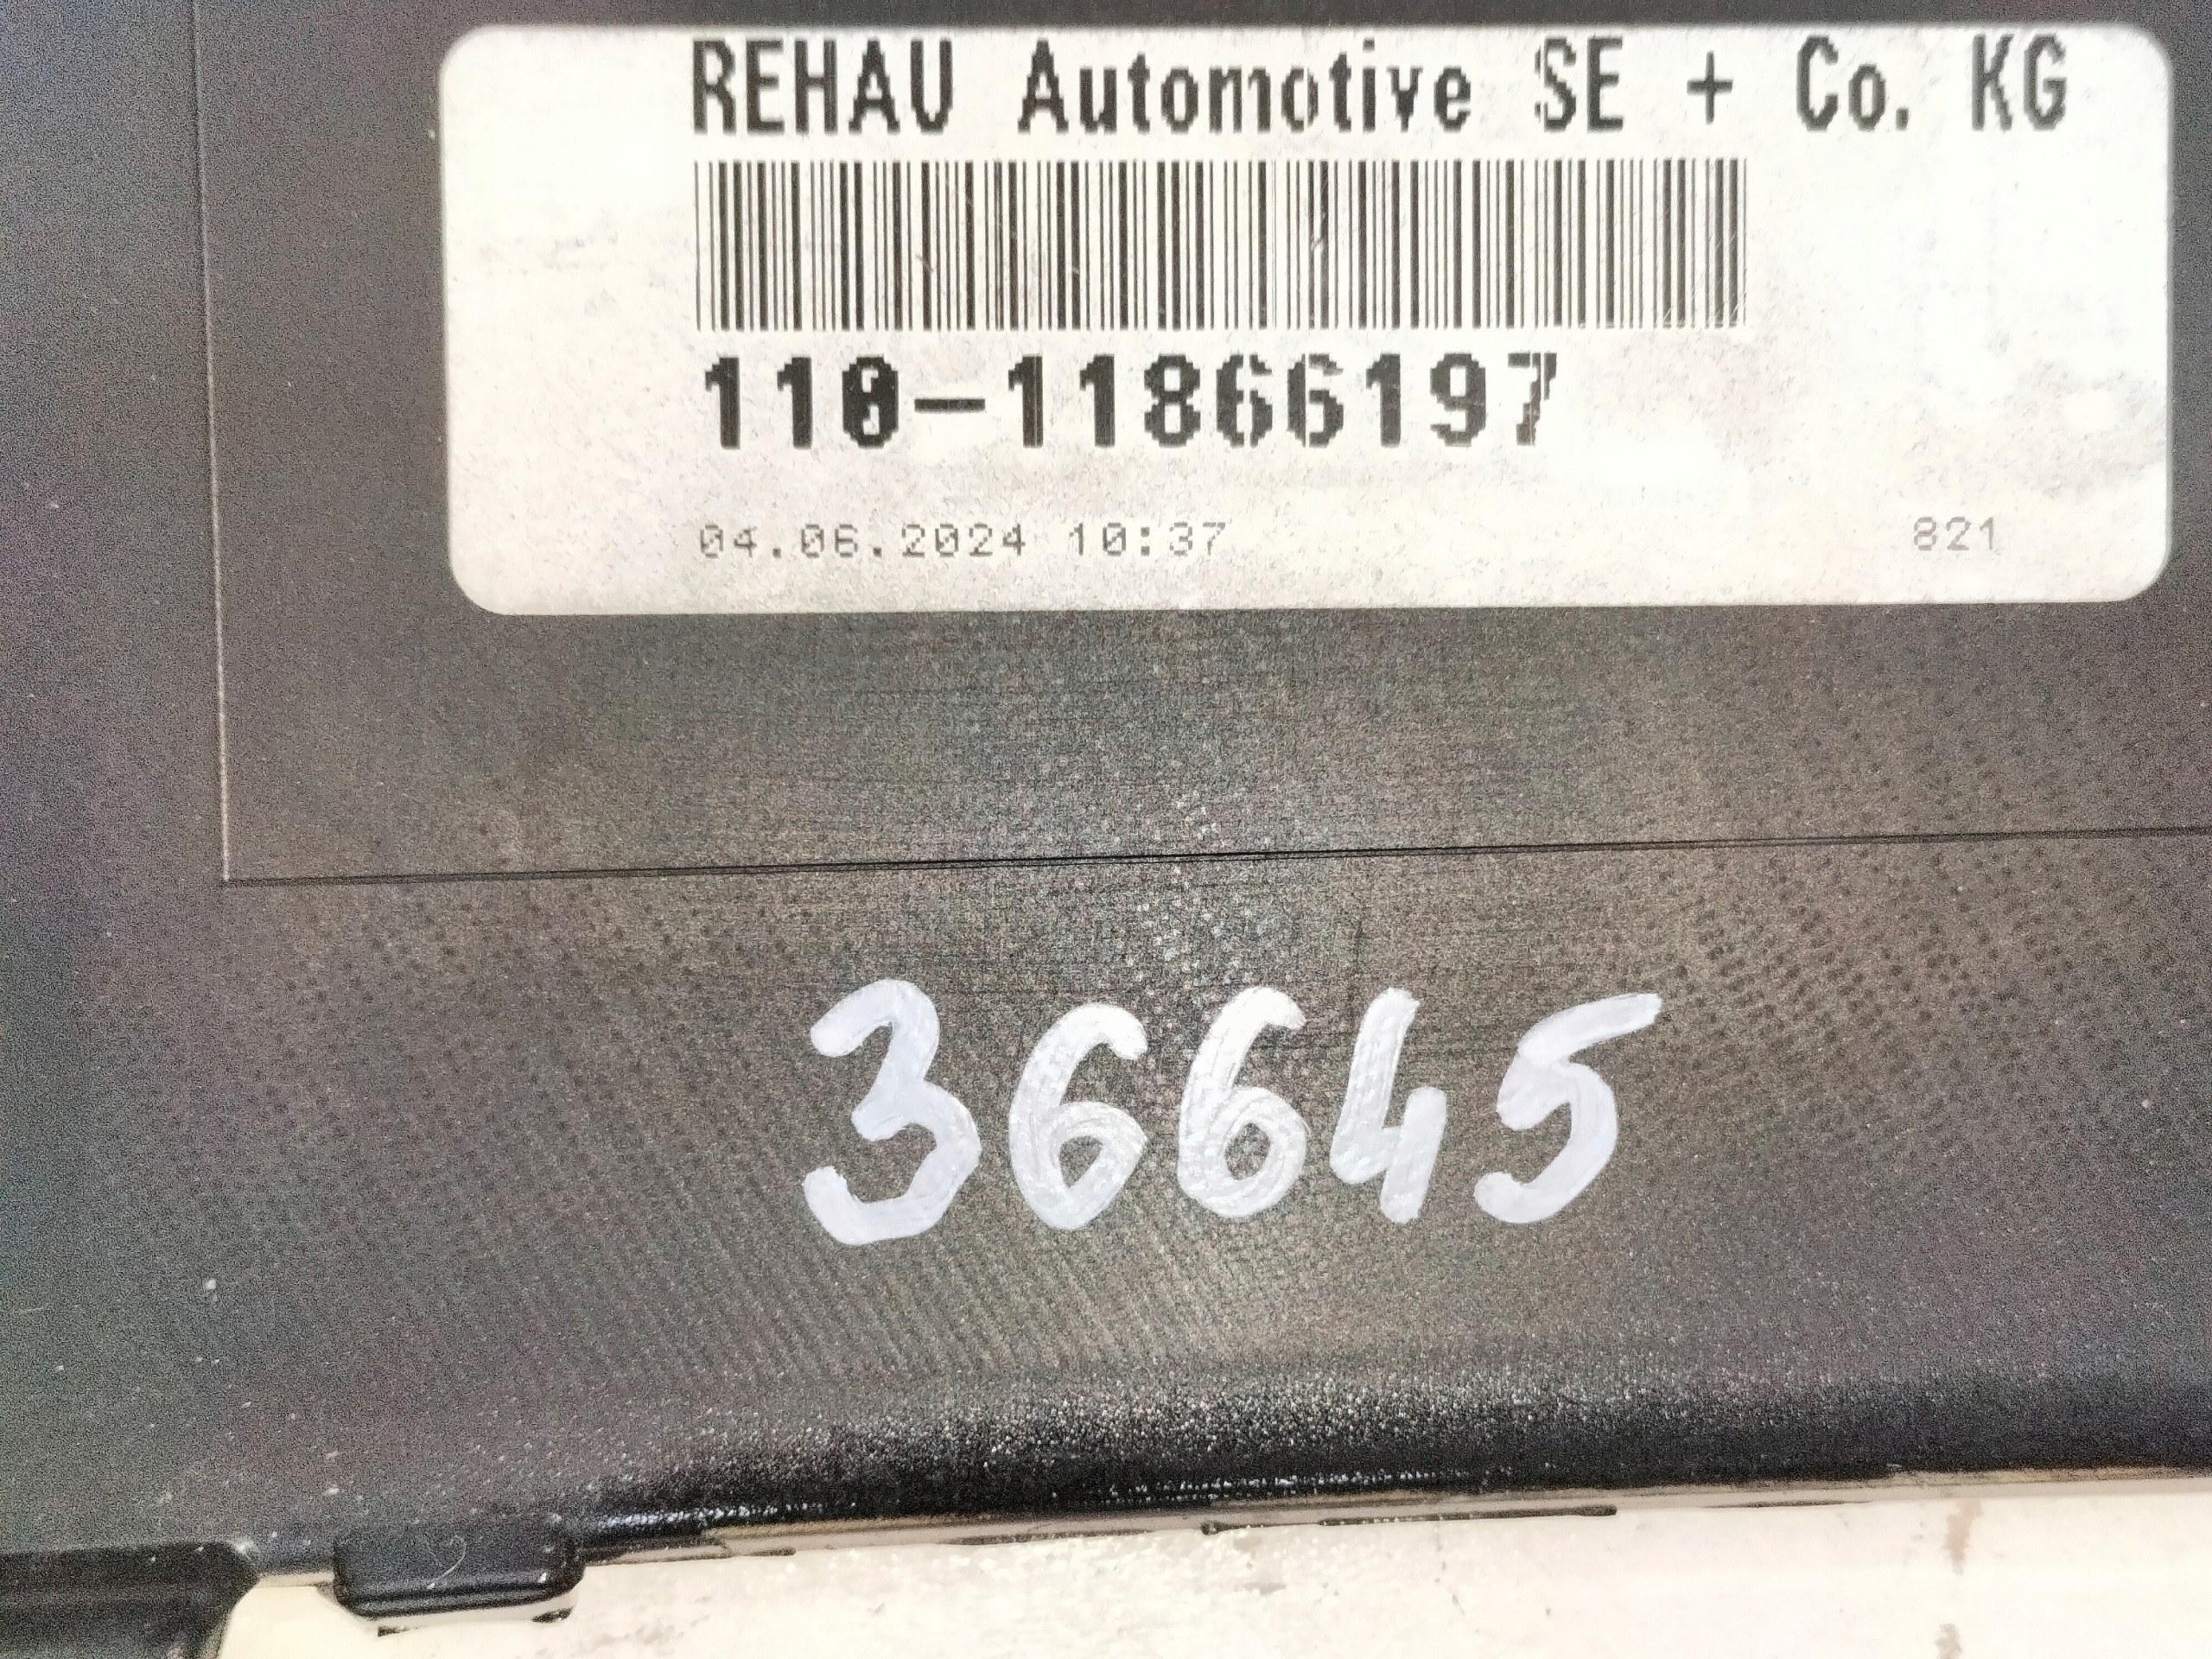 REHAU Automotive SE + Co. KG
110-11866197
04.06.2024 10:37 821
36645